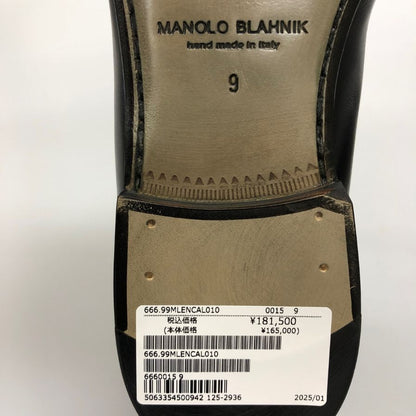 MANOLO BLAHNIK
hand made in Italy
9
666.99MLENCAL010 0015 9
税込価格 ¥181,500
(本体価格 ¥165,000)
666.99MLENCAL010
6660015 9
5063354500942 125-2936 2025/01